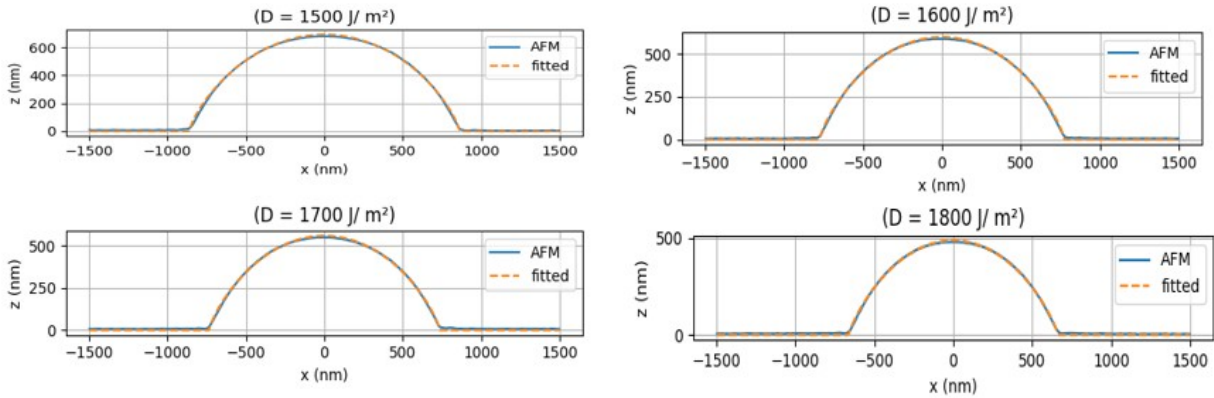 (D = 1500 J/ m²)
z (nm)
600
400
200
0
AFM
fitted
−1500
−1000
−500
0
500
1000
1500
x (nm)
(D = 1600 J/ m²)
z (nm)
500
250
0
AFM
fitted
−1500
−1000
−500
0
500
1000
1500
x (nm)
(D = 1700 J/ m²)
z (nm)
500
250
0
AFM
fitted
−1500
−1000
−500
0
500
1000
1500
x (nm)
(D = 1800 J/ m²)
z (nm)
500
0
AFM
fitted
−1500
−1000
−500
0
500
1000
1500
x (nm)